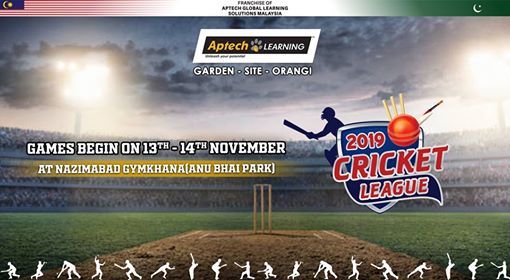 FRANCHISE OF
APTECH GLOBAL LEARNING
SOLUTIONS MALAYSIA
Aptech LEARNING
Unleash your potential
GARDEN - SITE - ORANGI
GAMES BEGIN ON 13TH - 14TH NOVEMBER
AT NAZIMABAD GYMKHANA(ANU BHAI PARK)
2019
CRICKET
LEAGUE